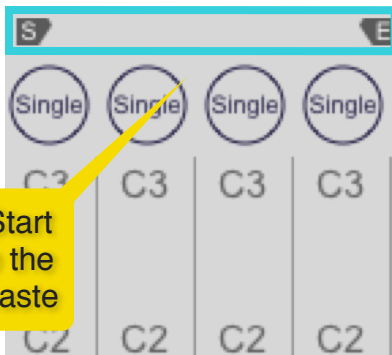 S E
Single Single Single Single
C3 C3 C3 C3
Start
the
aste
C2 C2 C2 C2